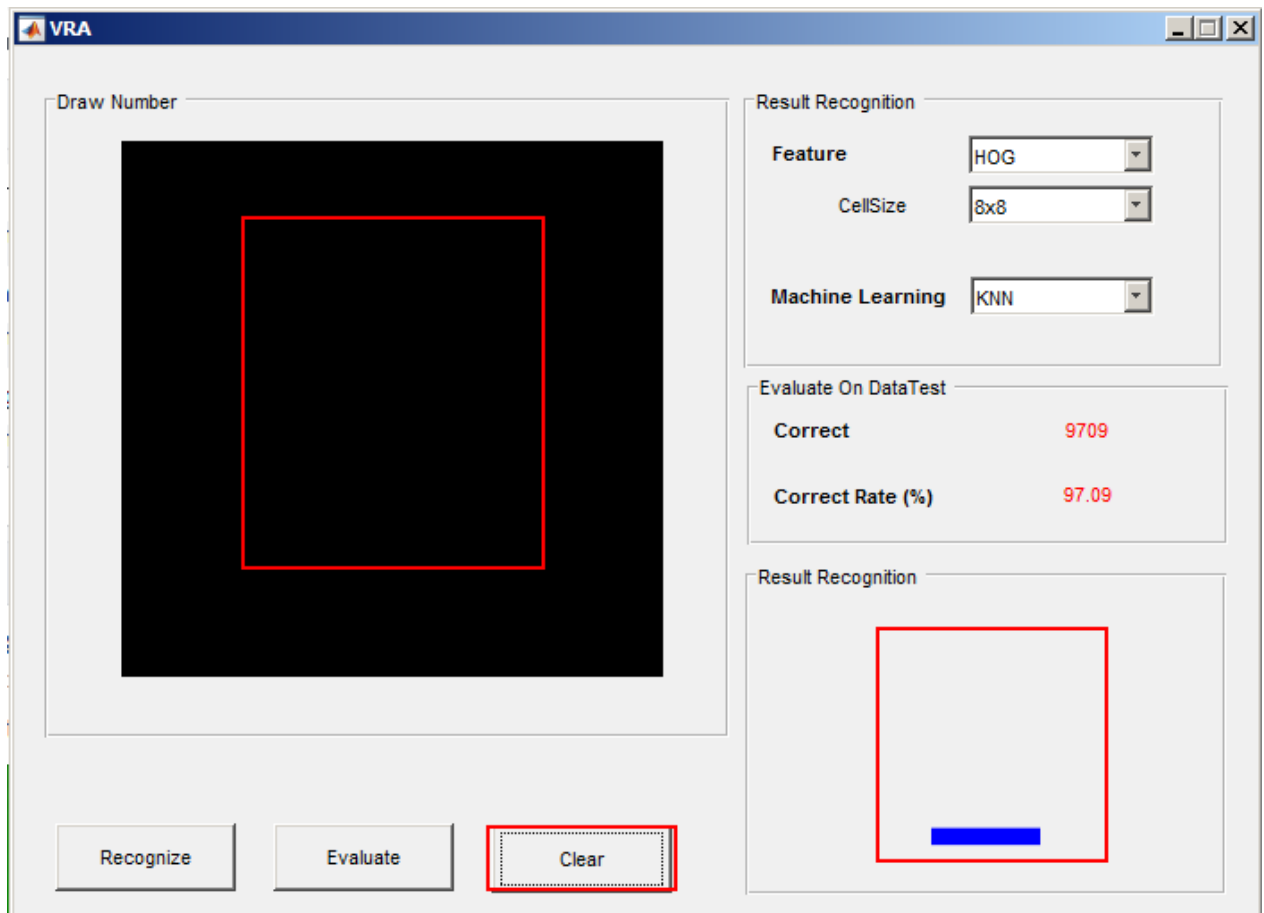 VRA
Draw Number
Result Recognition
Feature
HOG
CellSize
8x8
Machine Learning
KNN
Evaluate On DataTest
Correct
9709
Correct Rate (%)
97.09
Result Recognition
_
Recognize
Evaluate
Clear